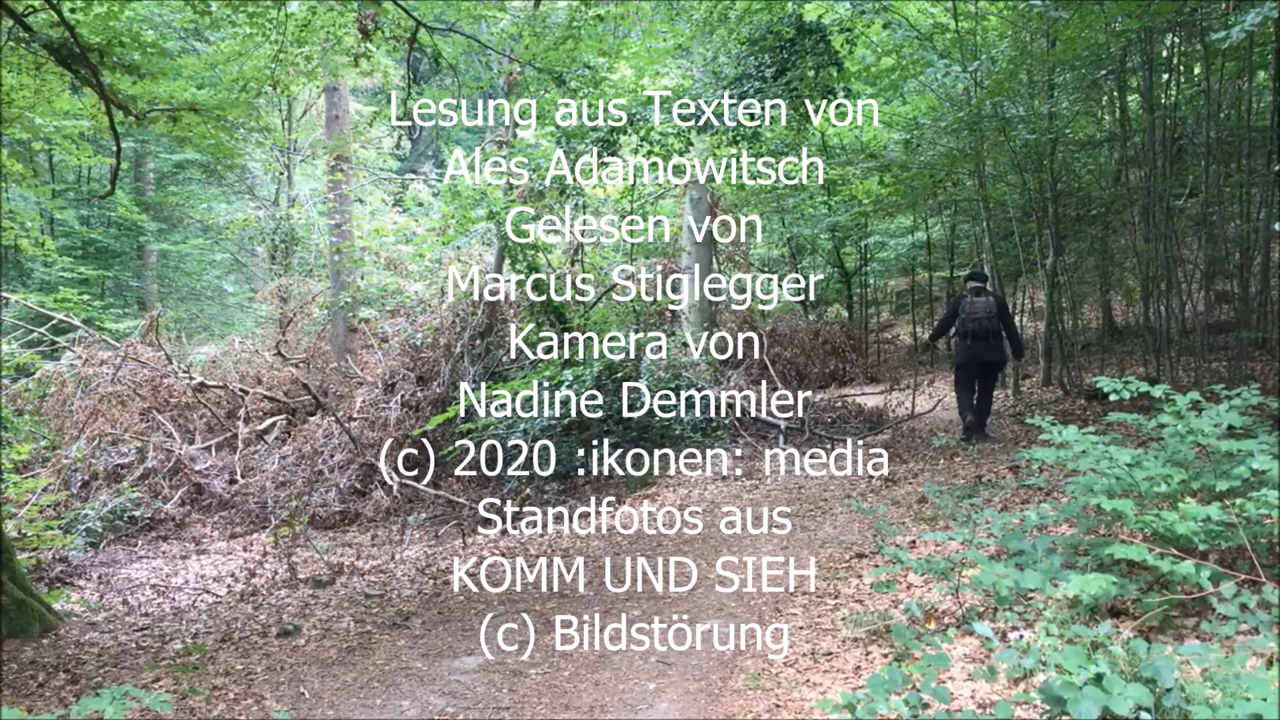 Lesung aus Texten von
Ales Adamowitsch
Gelesen von
Marcus Stiglegger
Kamera von
Nadine Demmler
(c) 2020 :ikonen: media
Standfotos aus
KOMM UND SIEH
(c) Bildstörung